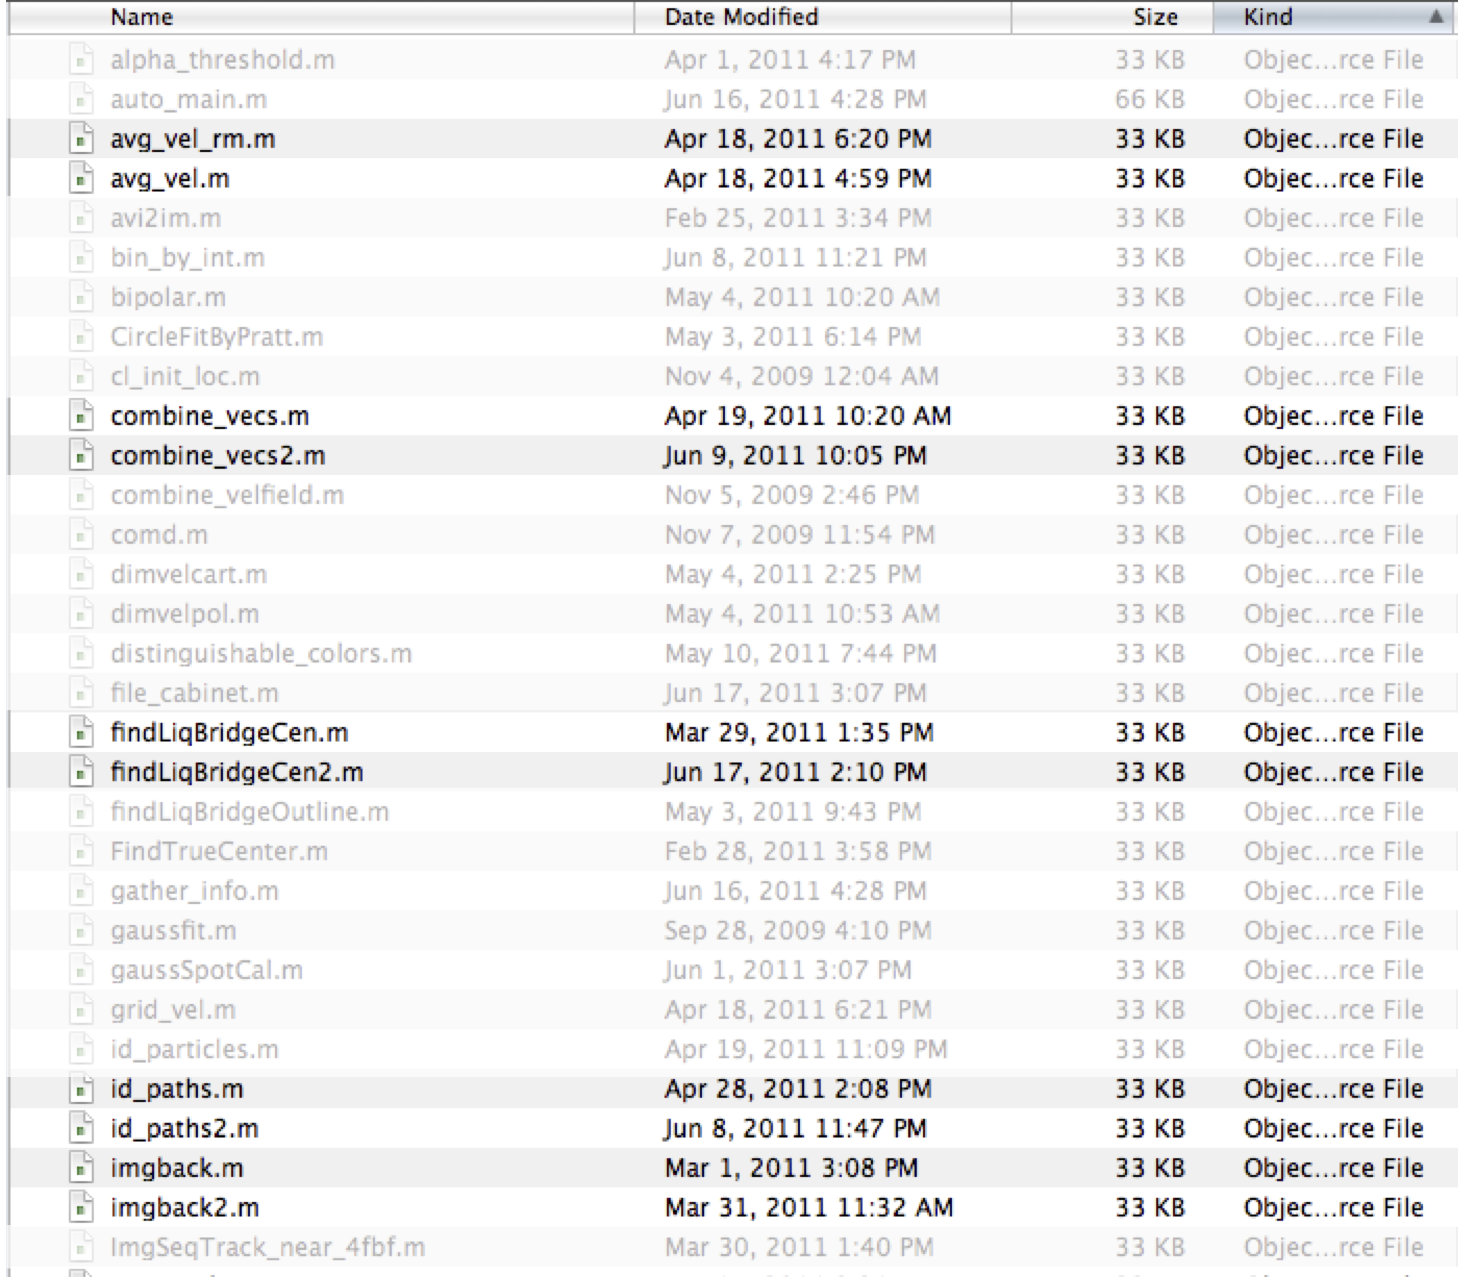 Name Date Modified Size Kind
alpha_threshold.m Apr 1, 2011 4:17 PM 33 KB Objec...rce File
auto_main.m Jun 16, 2011 4:28 PM 66 KB Objec...rce File
avg_vel_rm.m Apr 18, 2011 6:20 PM 33 KB Objec...rce File
avg_vel.m Apr 18, 2011 4:59 PM 33 KB Objec...rce File
avi2im.m Feb 25, 2011 3:34 PM 33 KB Objec...rce File
bin_by_int.m Jun 8, 2011 11:21 PM 33 KB Objec...rce File
bipolar.m May 4, 2011 10:20 AM 33 KB Objec...rce File
CircleFitByPratt.m May 3, 2011 6:14 PM 33 KB Objec...rce File
cl_init_loc.m Nov 4, 2009 12:04 AM 33 KB Objec...rce File
combine_vecs.m Apr 19, 2011 10:20 AM 33 KB Objec...rce File
combine_vecs2.m Jun 9, 2011 10:05 PM 33 KB Objec...rce File
combine_velfield.m Nov 5, 2009 2:46 PM 33 KB Objec...rce File
comd.m Nov 7, 2009 11:54 PM 33 KB Objec...rce File
dimvelcart.m May 4, 2011 2:25 PM 33 KB Objec...rce File
dimvelpol.m May 4, 2011 10:53 AM 33 KB Objec...rce File
distinguishable_colors.m May 10, 2011 7:44 PM 33 KB Objec...rce File
file_cabinet.m Jun 17, 2011 3:07 PM 33 KB Objec...rce File
findLiqBridgeCen.m Mar 29, 2011 1:35 PM 33 KB Objec...rce File
findLiqBridgeCen2.m Jun 17, 2011 2:10 PM 33 KB Objec...rce File
findLiqBridgeOutline.m May 3, 2011 9:43 PM 33 KB Objec...rce File
FindTrueCenter.m Feb 28, 2011 3:58 PM 33 KB Objec...rce File
gather_info.m Jun 16, 2011 4:28 PM 33 KB Objec...rce File
gaussfit.m Sep 28, 2009 4:10 PM 33 KB Objec...rce File
gaussSpotCal.m Jun 1, 2011 3:07 PM 33 KB Objec...rce File
grid_vel.m Apr 18, 2011 6:21 PM 33 KB Objec...rce File
id_particles.m Apr 19, 2011 11:09 PM 33 KB Objec...rce File
id_paths.m Apr 28, 2011 2:08 PM 33 KB Objec...rce File
id_paths2.m Jun 8, 2011 11:47 PM 33 KB Objec...rce File
imgback.m Mar 1, 2011 3:08 PM 33 KB Objec...rce File
imgback2.m Mar 31, 2011 11:32 AM 33 KB Objec...rce File
ImgSeqTrack_near_4fbf.m Mar 30, 2011 1:40 PM 33 KB Objec...rce File